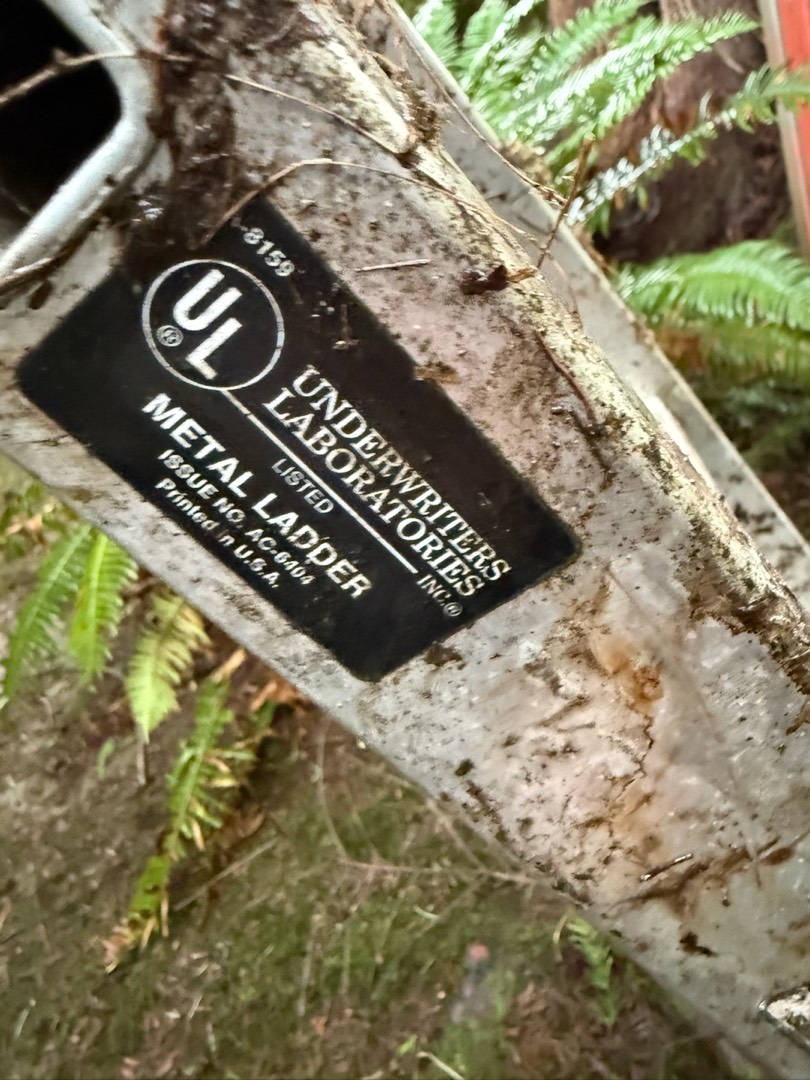 -8159
UL
®
UNDERWRITERS
LABORATORIES INC.®
LISTED
METAL LADDER
ISSUE NO. AC-6404
Printed in U.S.A.